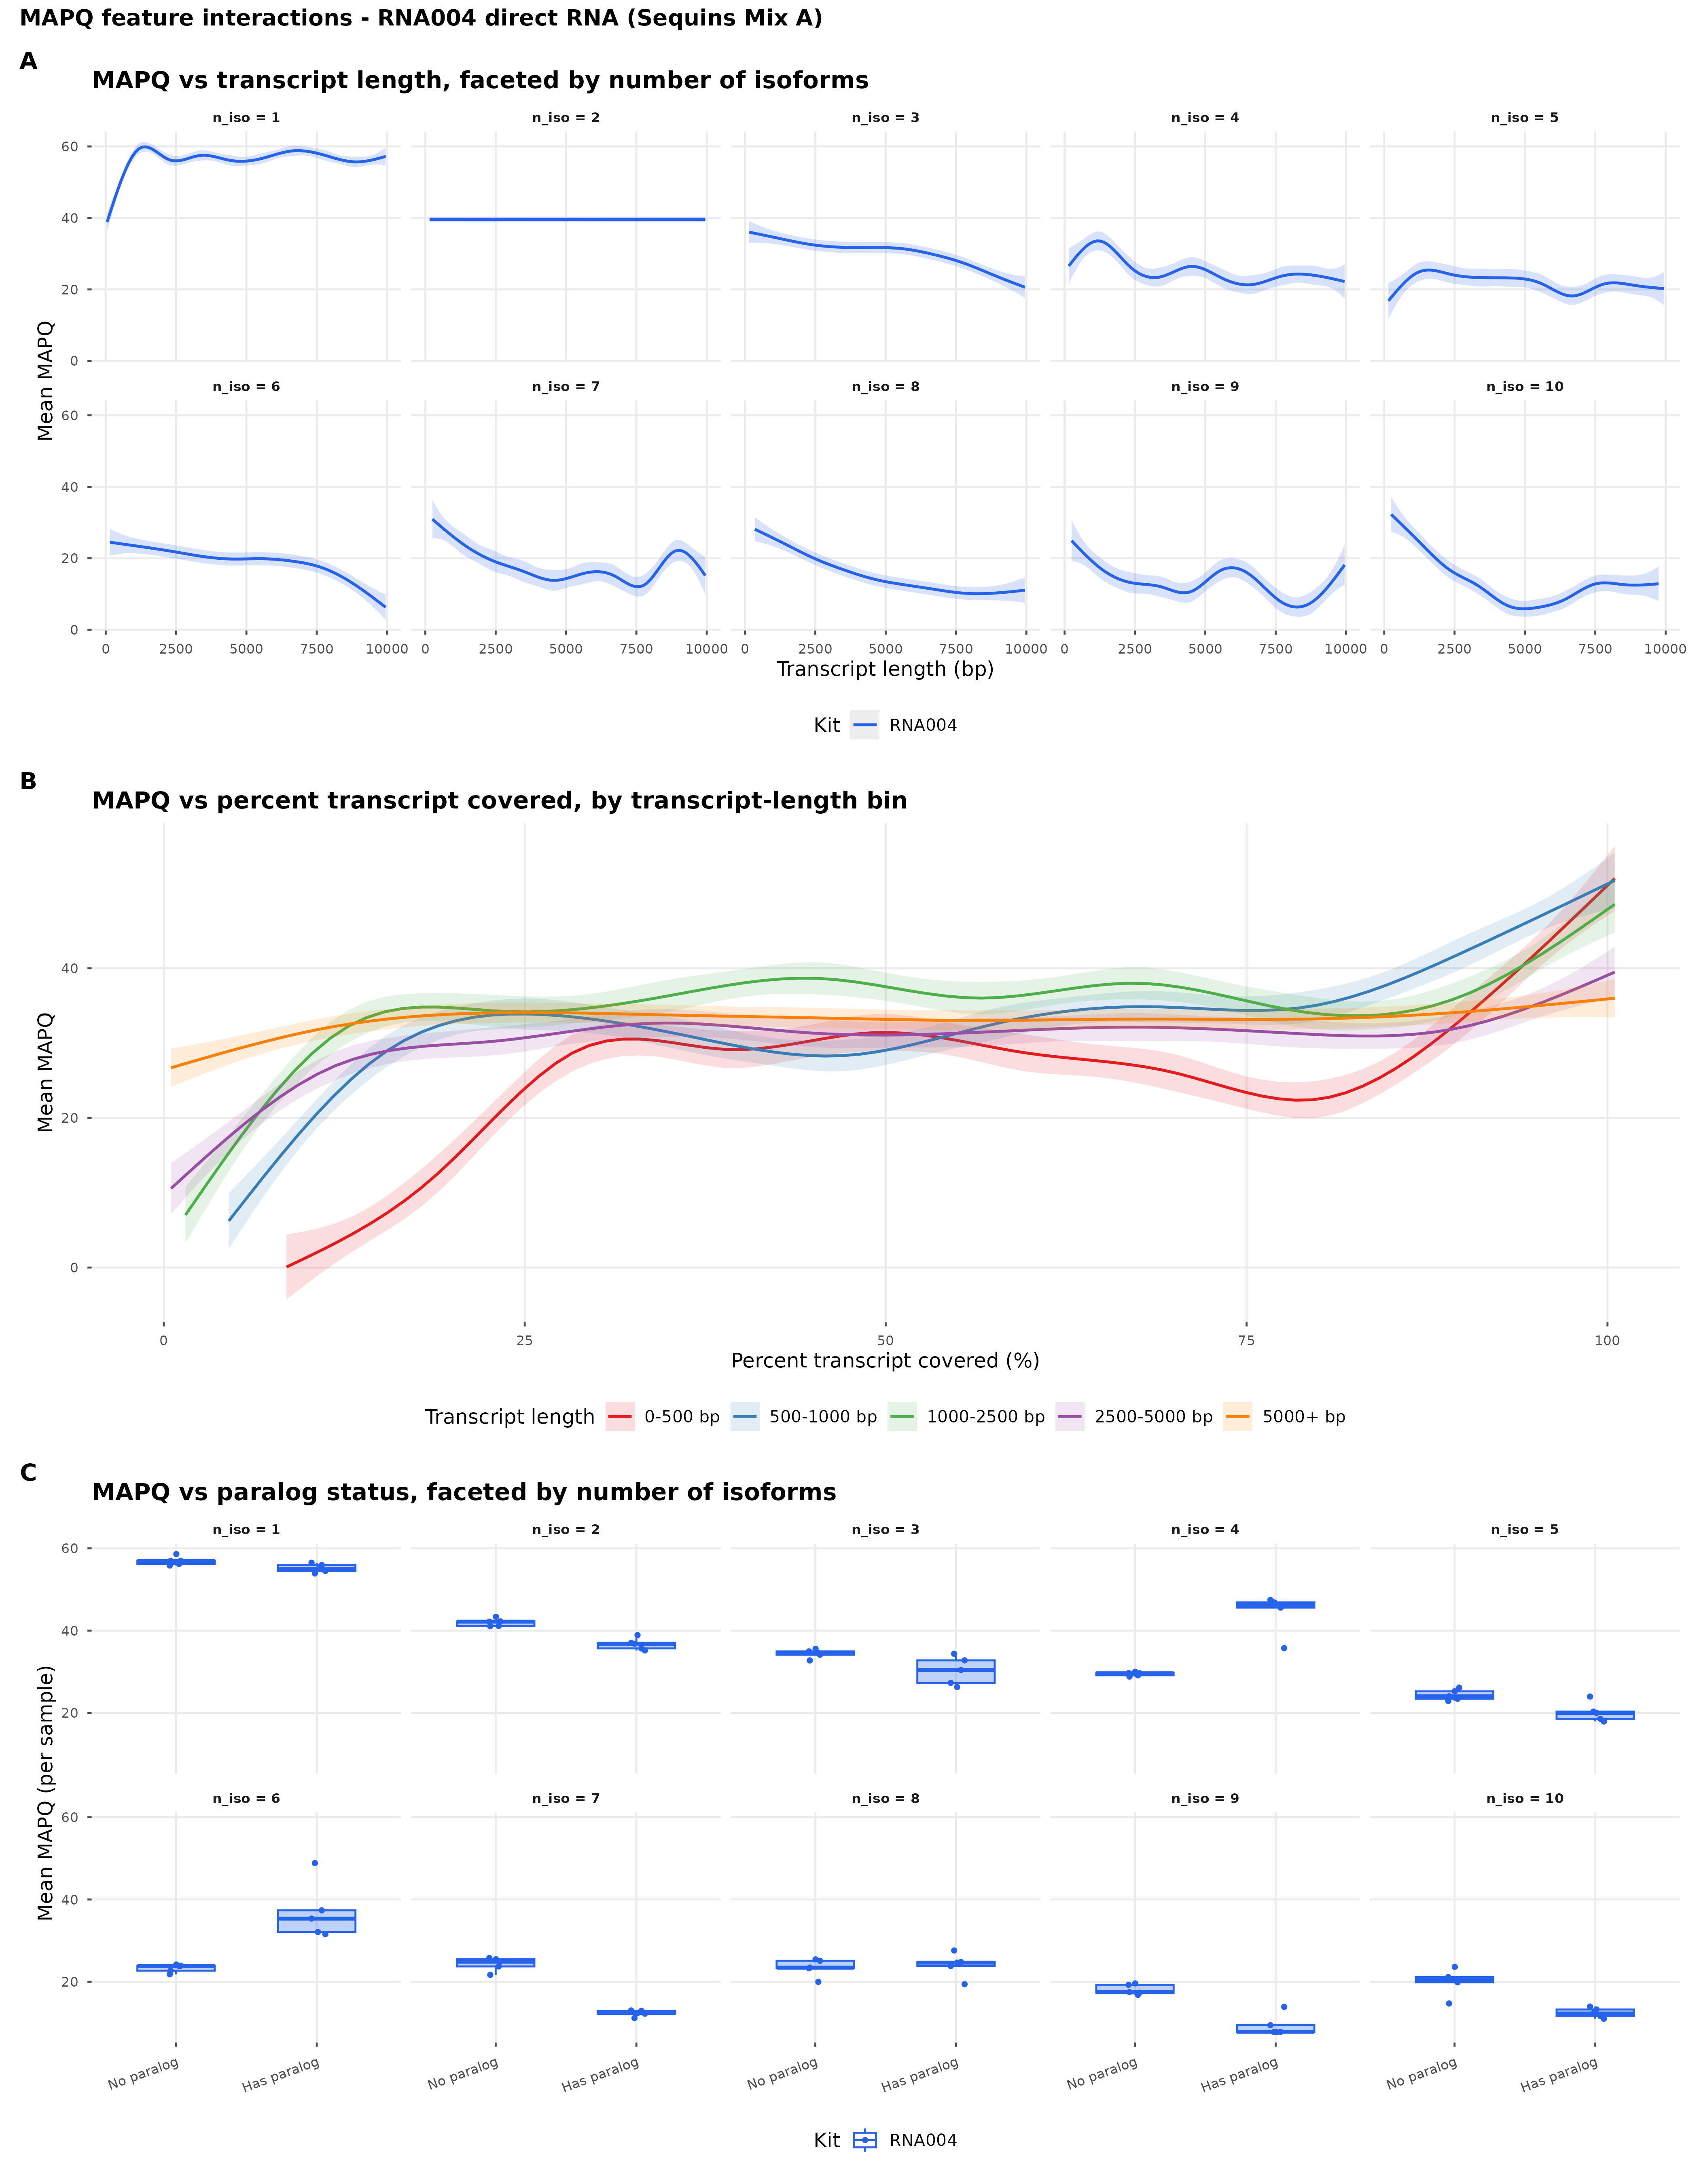 MAPQ feature interactions - RNA004 direct RNA (Sequins Mix A)
A
MAPQ vs transcript length, faceted by number of isoforms
n_iso = 1 n_iso = 2 n_iso = 3 n_iso = 4 n_iso = 5
60
40
20
0
n_iso = 6 n_iso = 7 n_iso = 8 n_iso = 9 n_iso = 10
60
40
20
0
Mean MAPQ
0 2500 5000 7500 10000 0 2500 5000 7500 10000 0 2500 5000 7500 10000 0 2500 5000 7500 10000 0 2500 5000 7500 10000
Transcript length (bp)
Kit RNA004
B
MAPQ vs percent transcript covered, by transcript-length bin
40
20
0
Mean MAPQ
0 25 50 75 100
Percent transcript covered (%)
Transcript length 0-500 bp 500-1000 bp 1000-2500 bp 2500-5000 bp 5000+ bp
C
MAPQ vs paralog status, faceted by number of isoforms
n_iso = 1 n_iso = 2 n_iso = 3 n_iso = 4 n_iso = 5
60
40
20
n_iso = 6 n_iso = 7 n_iso = 8 n_iso = 9 n_iso = 10
60
40
20
Mean MAPQ (per sample)
No paralog Has paralog No paralog Has paralog No paralog Has paralog No paralog Has paralog No paralog Has paralog
Kit RNA004